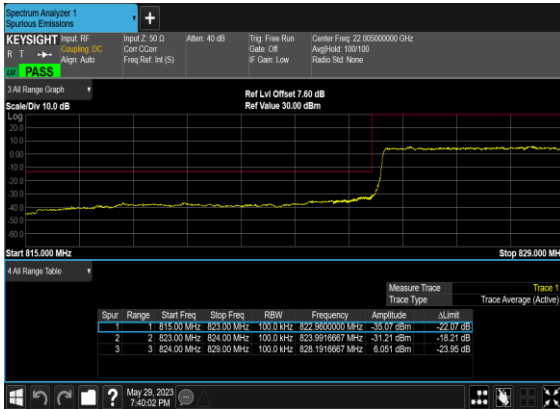 Spectrum Analyzer 1
Spurious Emissions
+
KEYSIGHT Input: RF Input Z: 50 Ω Atten: 40 dB Trig: Free Run Center Freq: 22.005000000 GHz
R T Coupling: DC Corr CCorr Gate: Off Avg|Hold: 100/100
Align: Auto Freq Ref: Int (S) IF Gain: Low Radio Std: None
PASS
3 All Range Graph
Ref Lvl Offset 7.60 dB
Scale/Div 10.0 dB Ref Value 30.00 dBm
Log
20.0
10.0
0.00
-10.0
-20.0
-30.0
-40.0
-50.0
-60.0
Start 815.000 MHz Stop 829.000 MH
4 All Range Table
Measure Trace Trace 1
Trace Type Trace Average (Active)
Spur Range Start Freq Stop Freq RBW Frequency Amplitude ΔLimit
1 1 815.00 MHz 823.00 MHz 100.0 kHz 822.9600000 MHz -35.07 dBm -22.07 dB
2 2 823.00 MHz 824.00 MHz 100.0 kHz 823.9916667 MHz -31.21 dBm -18.21 dB
3 3 824.00 MHz 829.00 MHz 100.0 kHz 828.1916667 MHz 6.051 dBm -23.95 dB
? May 29, 2023
7:40:02 PM